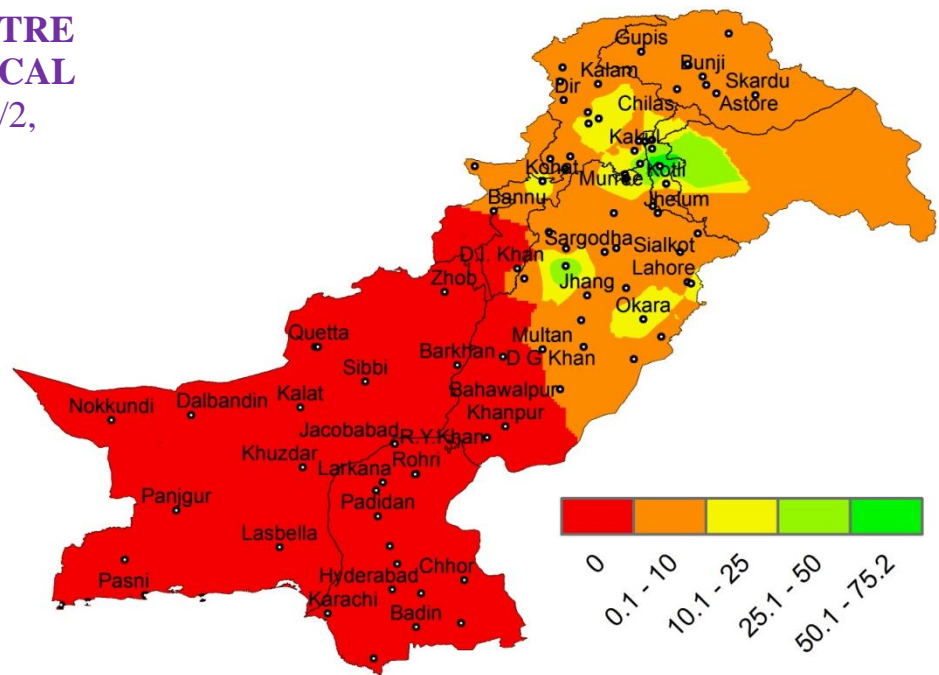 TRE
CAL
/2,
Gupis
Kalam
Bunji
Dir
Skardu
Chilas
Astore
Kakul
Kohat
Murree
Kotli
Bannu
Jhelum
Sargodha
Sialkot
D.I. Khan
Lahore
Zhob
Jhang
Okara
Quetta
Multan
Barkhan
D G Khan
Sibbi
Bahawalpur
Kalat
Nokkundi
Dalbandin
Khanpur
Jacobabad
R.Y.Khan
Khuzdar
Rohri
Larkana
Panjgur
Padidan
Lasbella
Chhor
Hyderabad
Pasni
Karachi
Badin
0
0.1 - 10
10.1 - 25
25.1 - 50
50.1 - 75.2